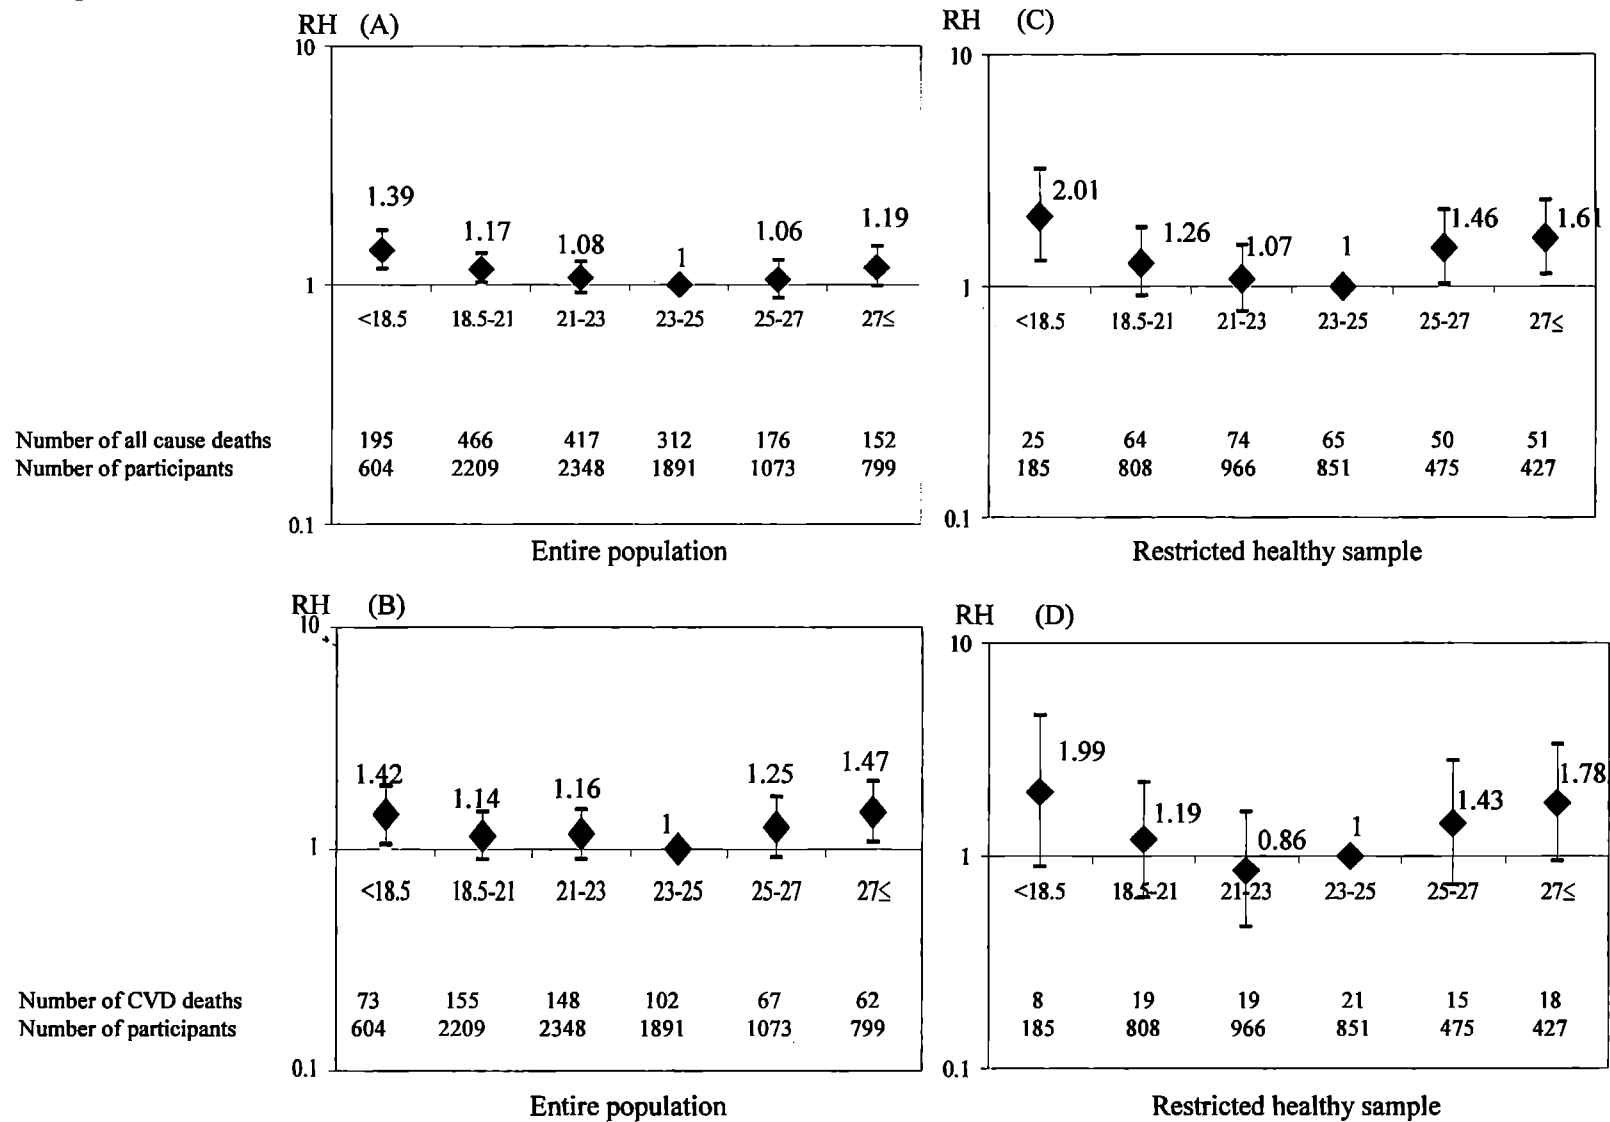 RH (A)
10
1.39
1.17
1.08
1
1.06
1.19
1
<18.5 18.5-21 21-23 23-25 25-27 27≤
Number of all cause deaths 195 466 417 312 176 152
Number of participants 604 2209 2348 1891 1073 799
0.1
Entire population
RH (C)
10
2.01
1.26
1.07
1
1.46
1.61
1
<18.5 18.5-21 21-23 23-25 25-27 27≤
25 64 74 65 50 51
185 808 966 851 475 427
0.1
Restricted healthy sample
RH (B)
10
1.42
1.14
1.16
1
1.25
1.47
1
<18.5 18.5-21 21-23 23-25 25-27 27≤
Number of CVD deaths 73 155 148 102 67 62
Number of participants 604 2209 2348 1891 1073 799
0.1
Entire population
RH (D)
10
1.99
1.19
0.86
1
1.43
1.78
1
<18.5 18.5-21 21-23 23-25 25-27 27≤
8 19 19 21 15 18
185 808 966 851 475 427
0.1
Restricted healthy sample